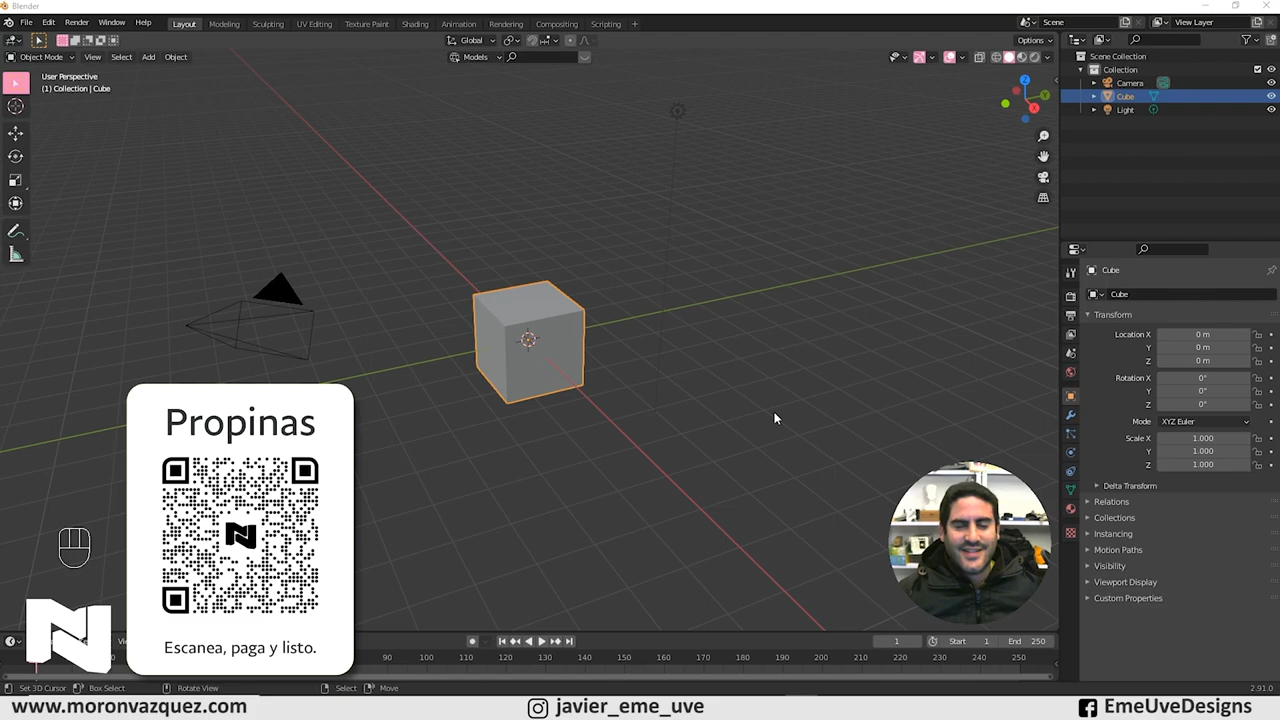 Blender
File Edit Render Window Help
Layout Modeling Sculpting UV Editing Texture Paint Shading Animation Rendering Compositing Scripting +
Scene
View Layer
Global
Options
Object Mode View Select Add Object
Models
User Perspective
(1) Collection | Cube
Scene Collection
Collection
Camera
Cube
Light
Cube
Cube
Transform
Location X 0 m
Y 0 m
Z 0 m
Rotation X 0°
Y 0°
Z 0°
Mode XYZ Euler
Scale X 1.000
Y 1.000
Z 1.000
Delta Transform
Relations
Collections
Instancing
Motion Paths
Visibility
Viewport Display
Custom Properties
Propinas
Escanea, paga y listo.
1 Start 1 End 250
90 100 110 120 130 140 150 160 170 180 190 200 210 220 230 240 250
Set 3D Cursor Box Select Rotate View Select Move
2.91.0
www.moronvazquez.com
javier_eme_uve
EmeUveDesigns